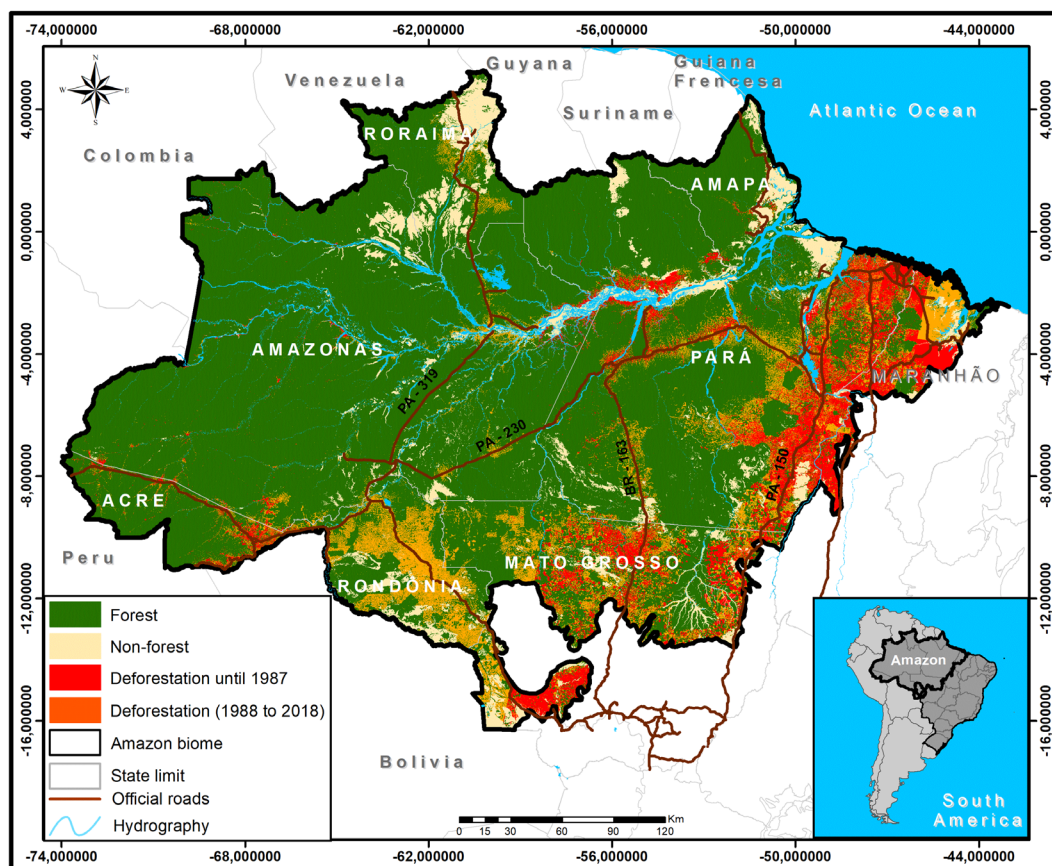 -74,000000 -68,000000 -62,000000 -56,000000 -50,000000 -44,000000
N
W E
S
Venezuela
Guyana
Guiana
Francesa
Suriname
Atlantic Ocean
Colombia
RORAIMA
AMAPA
AMAZONAS
PARÁ
MARANHÃO
PA - 319
PA - 230
BR - 163
PA - 150
ACRE
Peru
RONDÔNIA
MATO GROSSO
Bolivia
4,000000
0,000000
-4,000000
-8,000000
-12,000000
-16,000000
4,000000
0,000000
-4,000000
-8,000000
-12,000000
-16,000000
Forest
Non-forest
Deforestation until 1987
Deforestation (1988 to 2018)
Amazon biome
State limit
Official roads
Hydrography
Km
0 15 30 60 90 120
Amazon
South
America
-74,000000 -68,000000 -62,000000 -56,000000 -50,000000 -44,000000